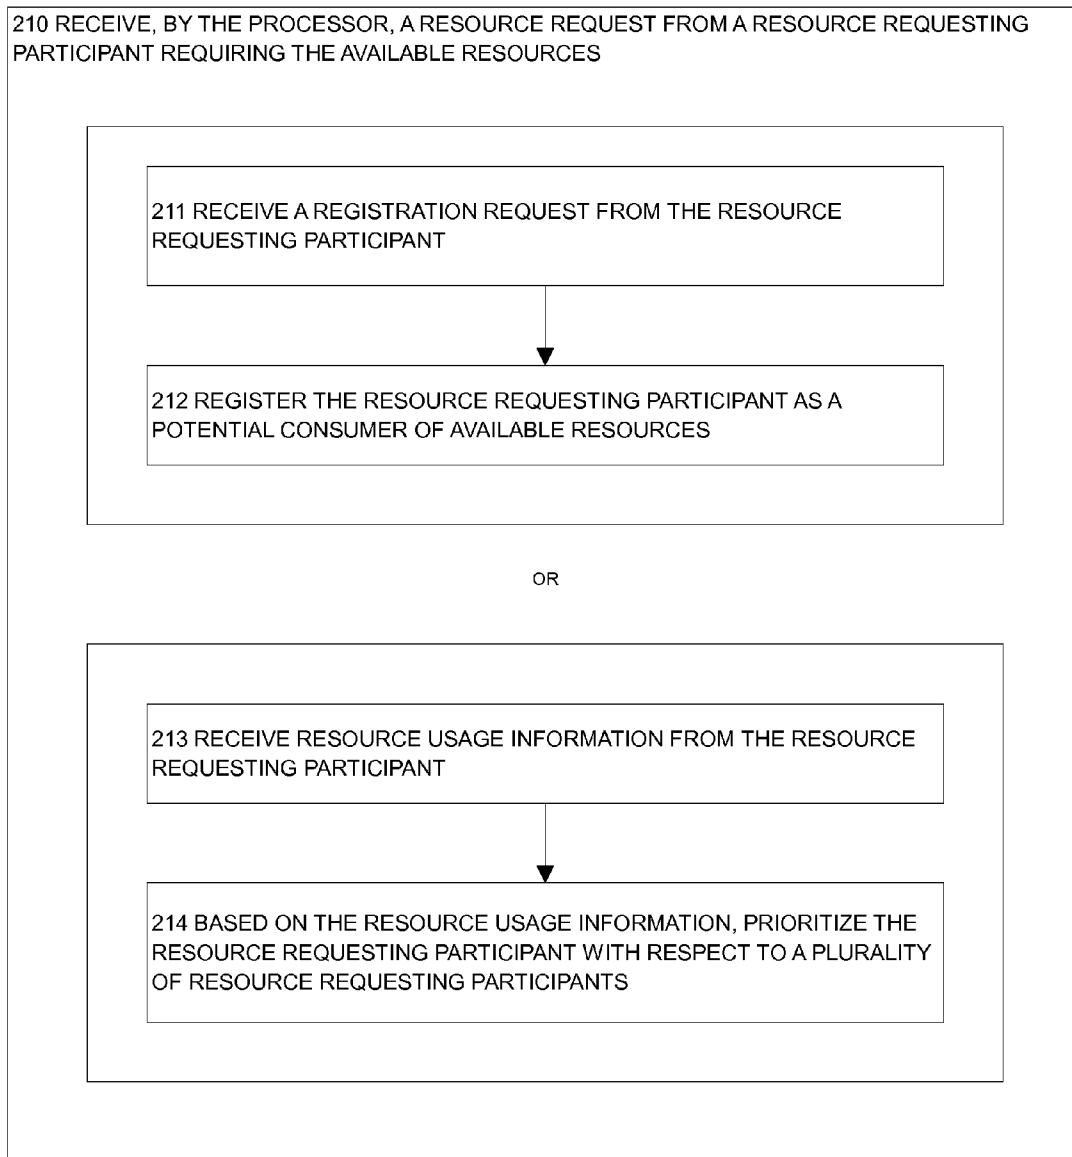 210 RECEIVE, BY THE PROCESSOR, A RESOURCE REQUEST FROM A RESOURCE REQUESTING
PARTICIPANT REQUIRING THE AVAILABLE RESOURCES
211 RECEIVE A REGISTRATION REQUEST FROM THE RESOURCE
REQUESTING PARTICIPANT
212 REGISTER THE RESOURCE REQUESTING PARTICIPANT AS A
POTENTIAL CONSUMER OF AVAILABLE RESOURCES
OR
213 RECEIVE RESOURCE USAGE INFORMATION FROM THE RESOURCE
REQUESTING PARTICIPANT
214 BASED ON THE RESOURCE USAGE INFORMATION, PRIORITIZE THE
RESOURCE REQUESTING PARTICIPANT WITH RESPECT TO A PLURALITY
OF RESOURCE REQUESTING PARTICIPANTS